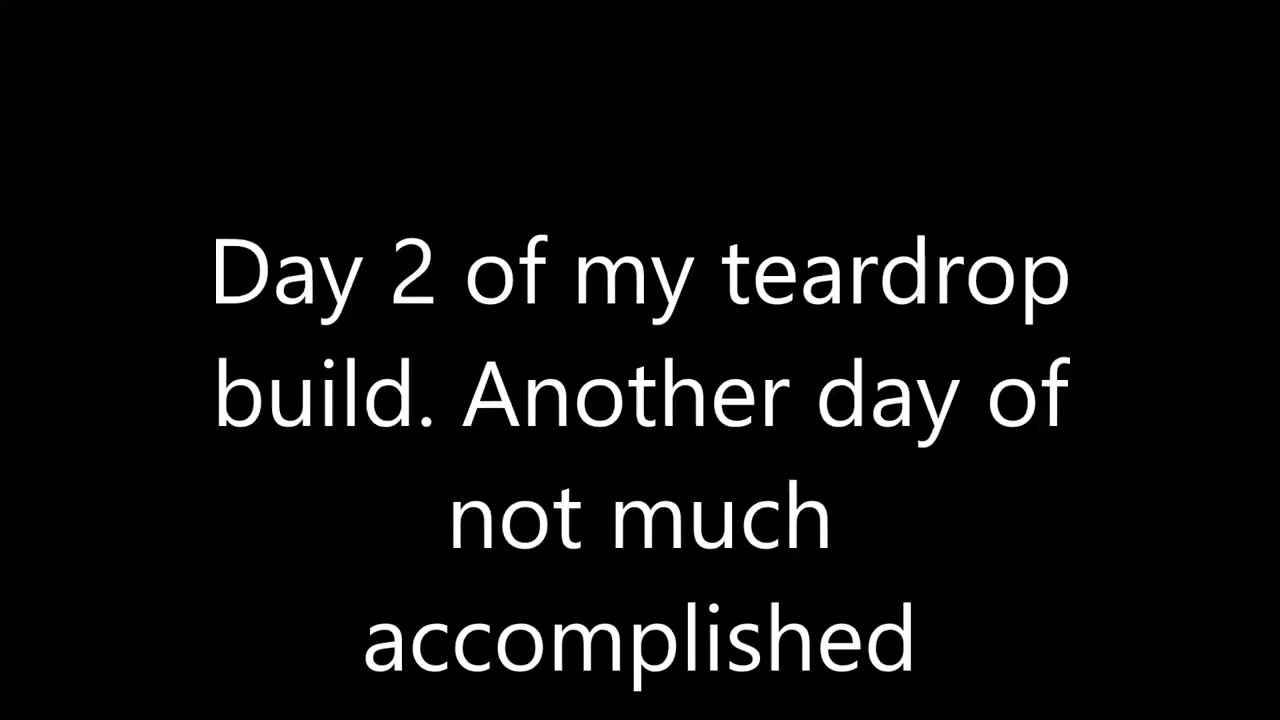 Day 2 of my teardrop
build. Another day of
not much
accomplished